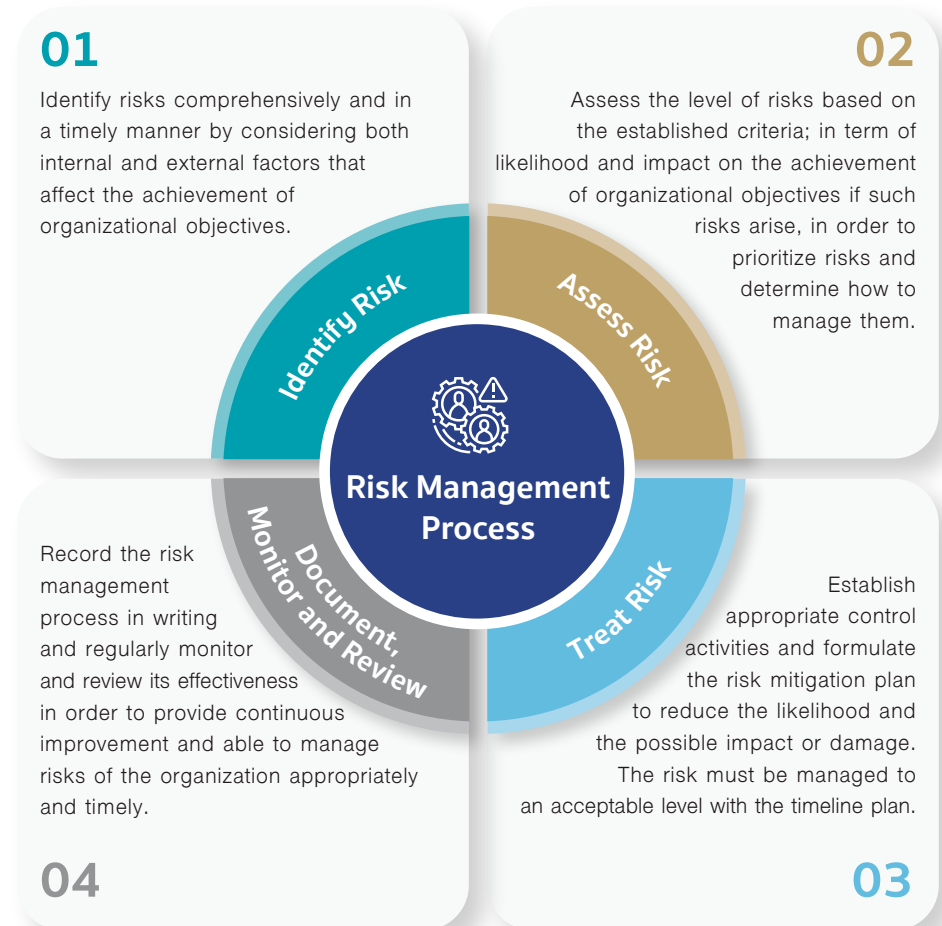 01
Identify risks comprehensively and in
a timely manner by considering both
internal and external factors that
affect the achievement of
organizational objectives.
02
Assess the level of risks based on
the established criteria; in term of
likelihood and impact on the achievement
of organizational objectives if such
risks arise, in order to
prioritize risks and
determine how to
manage them.
Identify Risk
Assess Risk
Risk Management
Process
Document,
Monitor and Review
Treat Risk
Establish
appropriate control
activities and formulate
the risk mitigation plan
to reduce the likelihood and
the possible impact or damage.
The risk must be managed to
an acceptable level with the timeline plan.
03
Record the risk
management
process in writing
and regularly monitor
and review its effectiveness
in order to provide continuous
improvement and able to manage
risks of the organization appropriately
and timely.
04